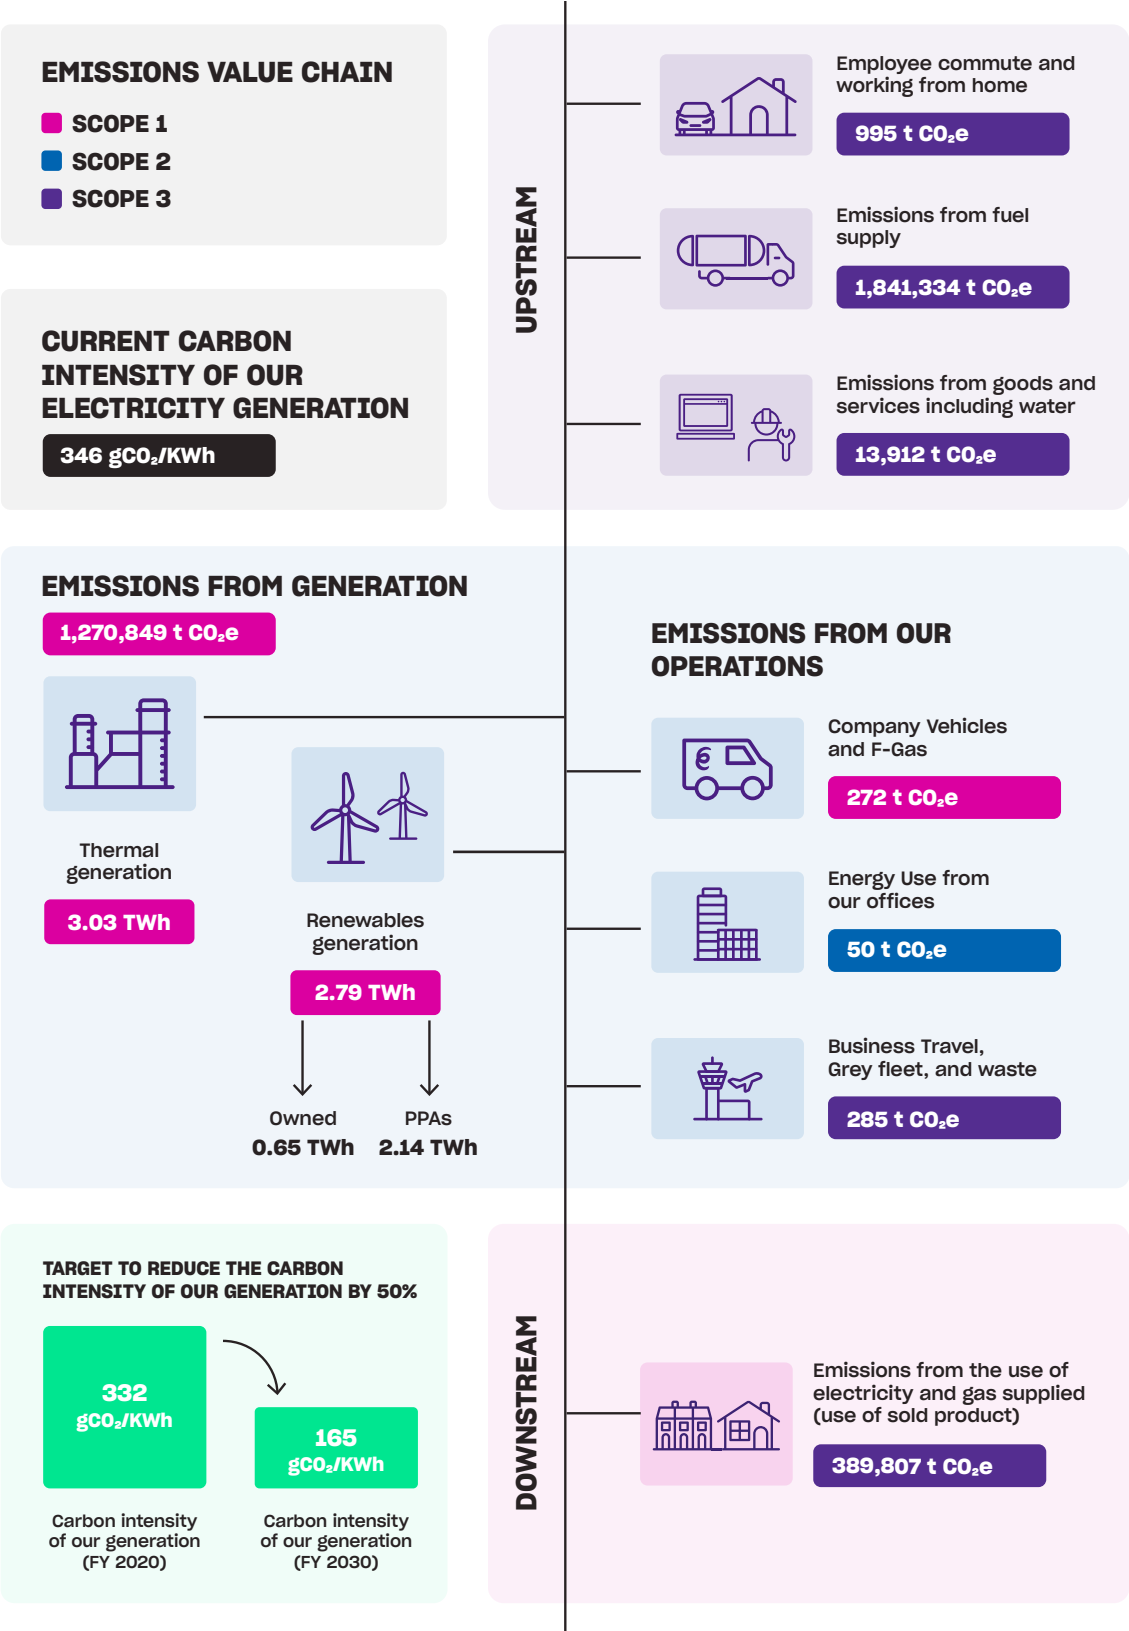 EMISSIONS VALUE CHAIN
SCOPE 1
SCOPE 2
SCOPE 3
CURRENT CARBON
INTENSITY OF OUR
ELECTRICITY GENERATION
346 gCO₂/KWh
UPSTREAM
Employee commute and
working from home
995 t CO₂e
Emissions from fuel
supply
1,841,334 t CO₂e
Emissions from goods and
services including water
13,912 t CO₂e
EMISSIONS FROM GENERATION
1,270,849 t CO₂e
Thermal
generation
3.03 TWh
Renewables
generation
2.79 TWh
Owned
0.65 TWh
PPAs
2.14 TWh
EMISSIONS FROM OUR
OPERATIONS
Company Vehicles
and F-Gas
272 t CO₂e
Energy Use from
our offices
50 t CO₂e
Business Travel,
Grey fleet, and waste
285 t CO₂e
TARGET TO REDUCE THE CARBON
INTENSITY OF OUR GENERATION BY 50%
332
gCO₂/KWh
Carbon intensity
of our generation
(FY 2020)
165
gCO₂/KWh
Carbon intensity
of our generation
(FY 2030)
DOWNSTREAM
Emissions from the use of
electricity and gas supplied
(use of sold product)
389,807 t CO₂e